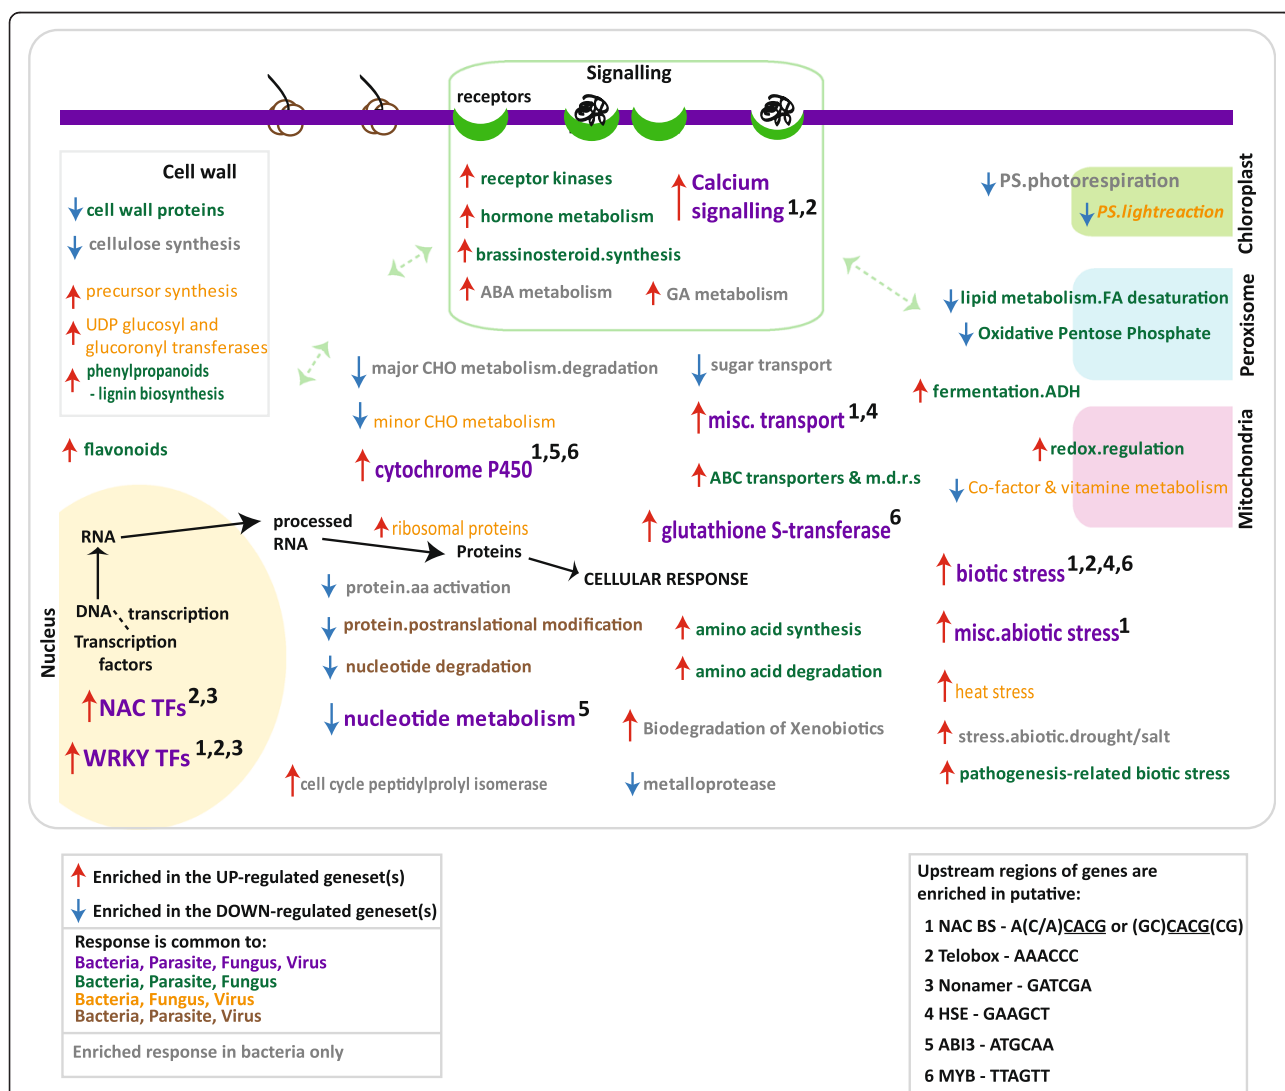 Signalling
receptors
receptor kinases
hormone metabolism
brassinosteroid.synthesis
ABA metabolism
GA metabolism
Calcium
signalling 1,2
Cell wall
cell wall proteins
cellulose synthesis
precursor synthesis
UDP glucosyl and
glucoronyl transferases
phenylpropanoids
- lignin biosynthesis
flavonoids
PS.photorespiration
PS.lightreaction
Chloroplast
lipid metabolism.FA desaturation
Oxidative Pentose Phosphate
Peroxisome
fermentation.ADH
redox.regulation
Co-factor & vitamine metabolism
Mitochondria
major CHO metabolism.degradation
minor CHO metabolism
cytochrome P450 1,5,6
sugar transport
misc. transport 1,4
ABC transporters & m.d.r.s
glutathione S-transferase 6
RNA
processed
RNA
ribosomal proteins
Proteins
CELLULAR RESPONSE
DNA
transcription
Transcription
factors
Nucleus
NAC TFs 2,3
WRKY TFs 1,2,3
protein.aa activation
protein.postranslational modification
nucleotide degradation
nucleotide metabolism 5
cell cycle peptidylprolyl isomerase
amino acid synthesis
amino acid degradation
Biodegradation of Xenobiotics
metalloprotease
biotic stress 1,2,4,6
misc.abiotic stress 1
heat stress
stress.abiotic.drought/salt
pathogenesis-related biotic stress
Enriched in the UP-regulated geneset(s)
Enriched in the DOWN-regulated geneset(s)
Response is common to:
Bacteria, Parasite, Fungus, Virus
Bacteria, Parasite, Fungus
Bacteria, Fungus, Virus
Bacteria, Parasite, Virus
Enriched response in bacteria only
Upstream regions of genes are
enriched in putative:
1 NAC BS - A(C/A)CACG or (GC)CACG(CG)
2 Telobox - AAACCC
3 Nonamer - GATCGA
4 HSE - GAAGCT
5 ABI3 - ATGCAA
6 MYB - TTAGTT